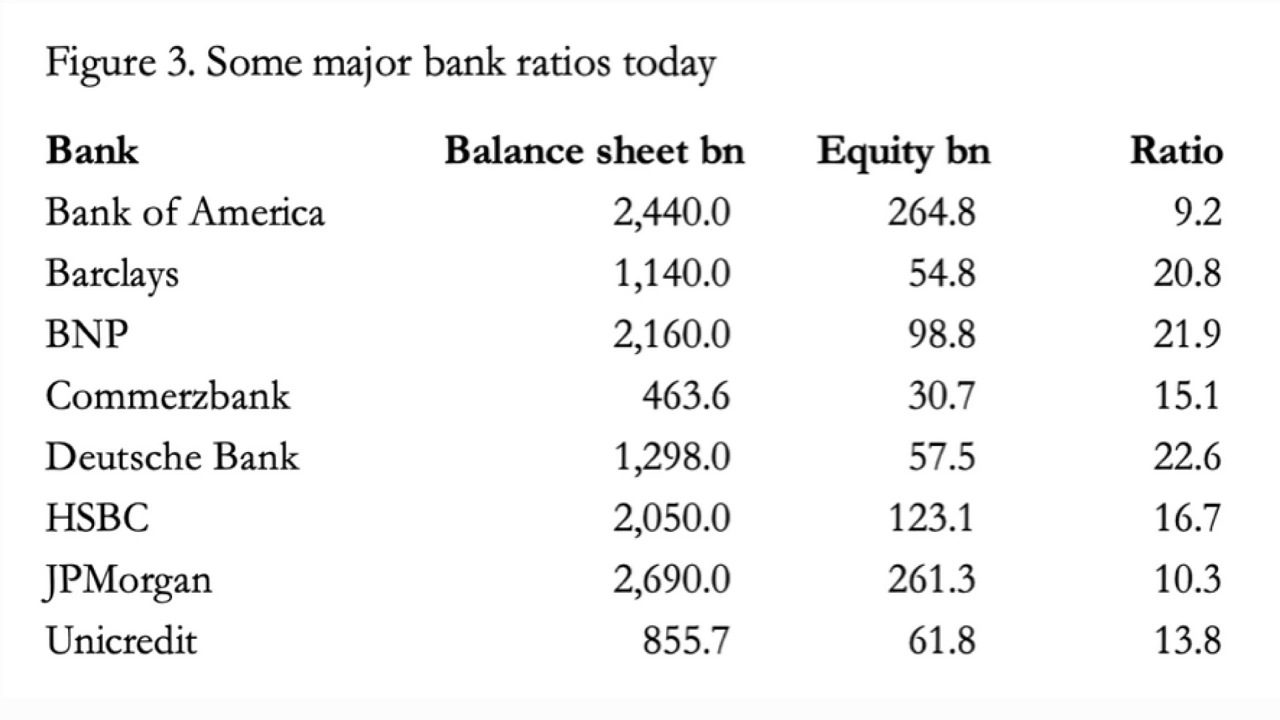 Figure 3. Some major bank ratios today
Bank Balance sheet bn Equity bn Ratio
Bank of America 2,440.0 264.8 9.2
Barclays 1,140.0 54.8 20.8
BNP 2,160.0 98.8 21.9
Commerzbank 463.6 30.7 15.1
Deutsche Bank 1,298.0 57.5 22.6
HSBC 2,050.0 123.1 16.7
JPMorgan 2,690.0 261.3 10.3
Unicredit 855.7 61.8 13.8